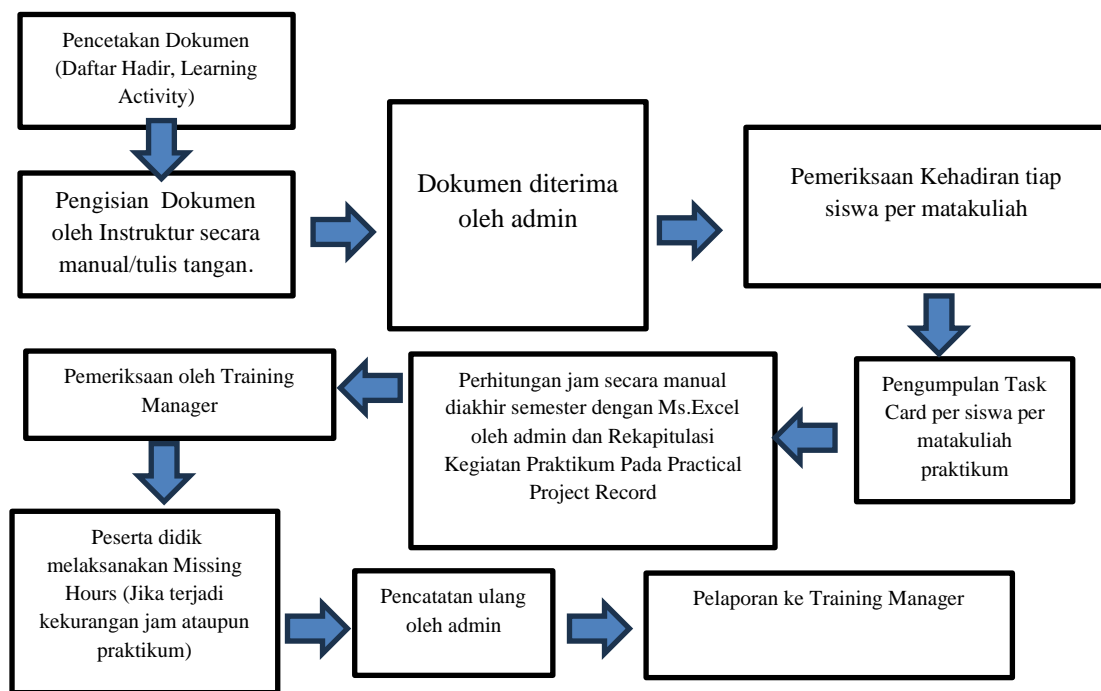 Pencetakan Dokumen
(Daftar Hadir, Learning
Activity)
Pengisian Dokumen
oleh Instruktur secara
manual/tulis tangan.
Dokumen diterima
oleh admin
Pemeriksaan Kehadiran tiap
siswa per matakuliah
Pengumpulan Task
Card per siswa per
matakuliah
praktikum
Perhitungan jam secara manual
diakhir semester dengan Ms.Excel
oleh admin dan Rekapitulasi
Kegiatan Praktikum Pada Practical
Project Record
Pemeriksaan oleh Training
Manager
Peserta didik
melaksanakan Missing
Hours (Jika terjadi
kekurangan jam ataupun
praktikum)
Pencatatan ulang
oleh admin
Pelaporan ke Training Manager